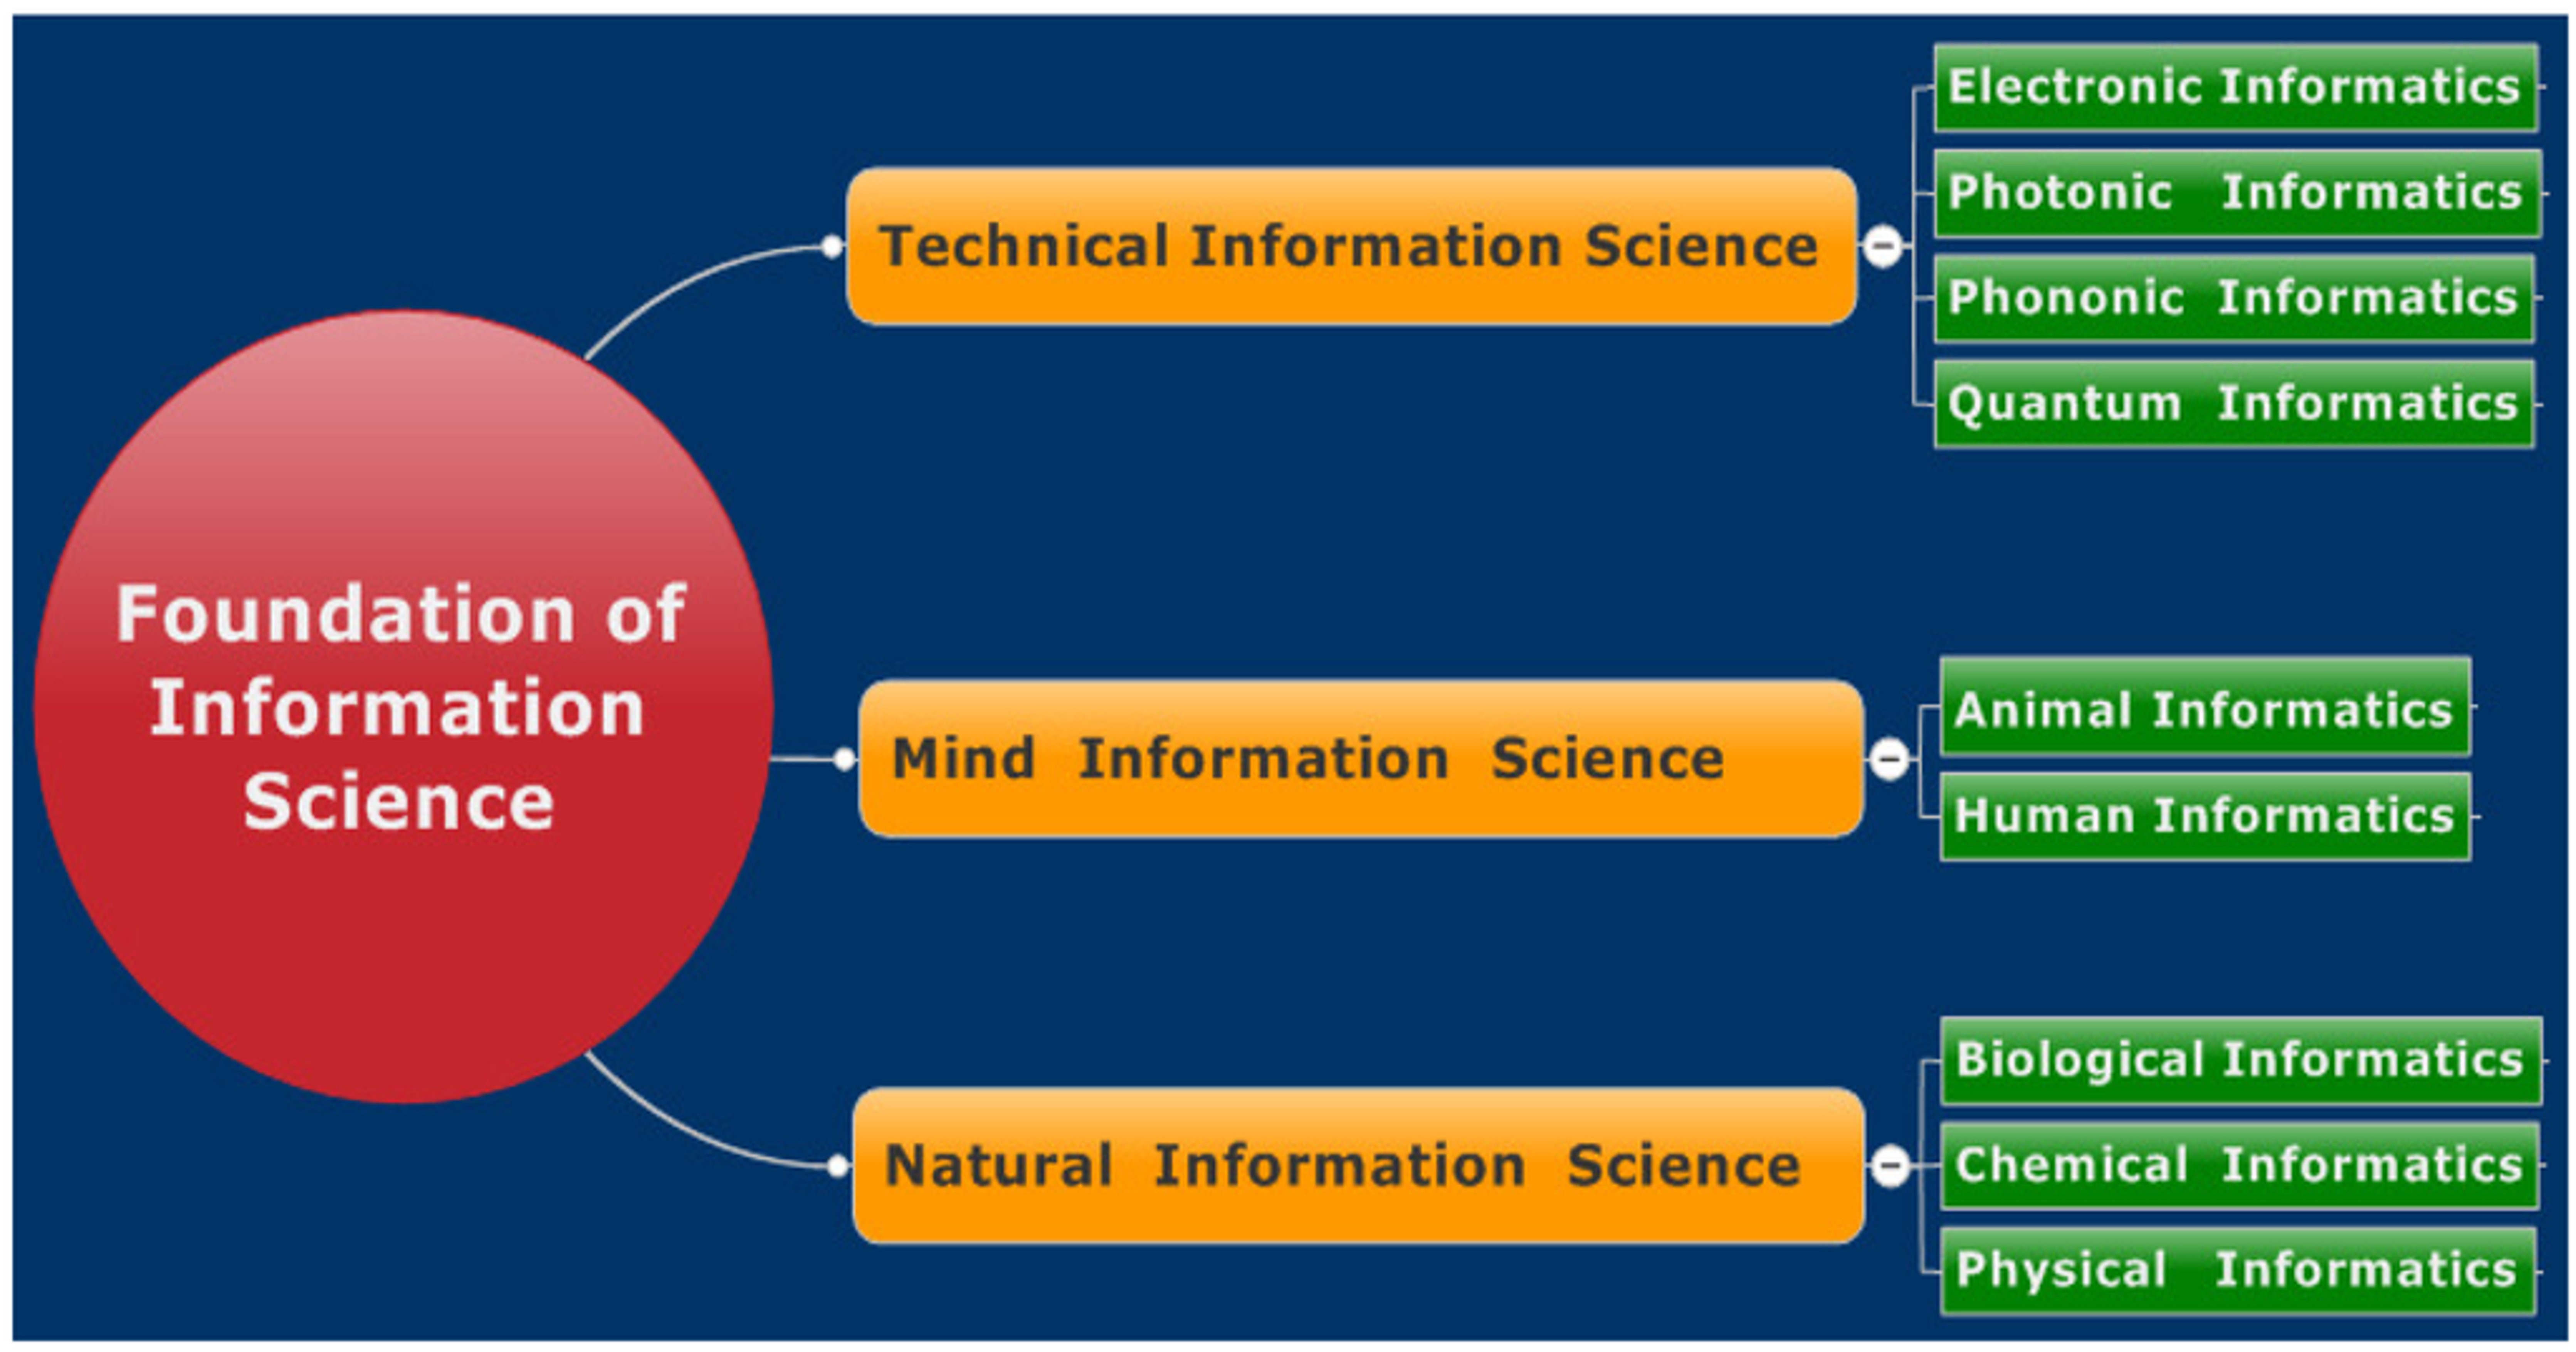 Foundation of
Information
Science
Technical Information Science
Electronic Informatics
Photonic Informatics
Phononic Informatics
Quantum Informatics
Mind Information Science
Animal Informatics
Human Informatics
Natural Information Science
Biological Informatics
Chemical Informatics
Physical Informatics